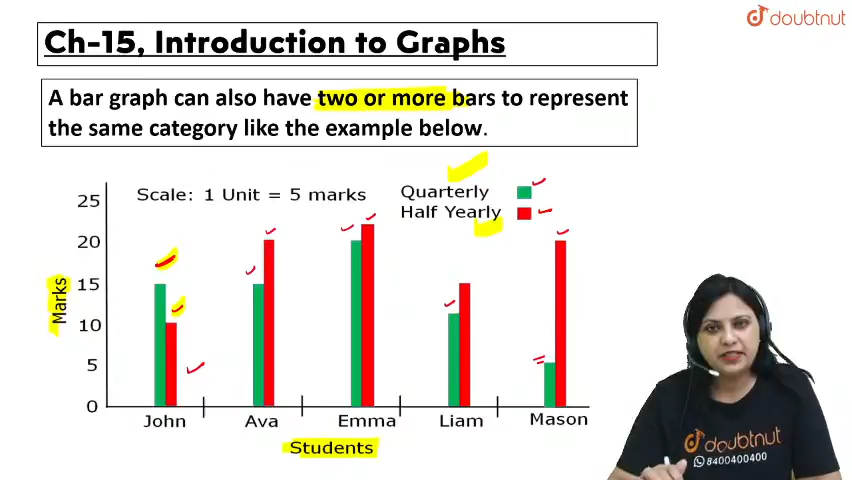 doubtnut
Ch-15, Introduction to Graphs
A bar graph can also have two or more bars to represent
the same category like the example below.
Scale: 1 Unit = 5 marks
Quarterly
Half Yearly
25
20
15
10
5
0
Marks
John Ava Emma Liam Mason
Students
doubtnut
8400400400